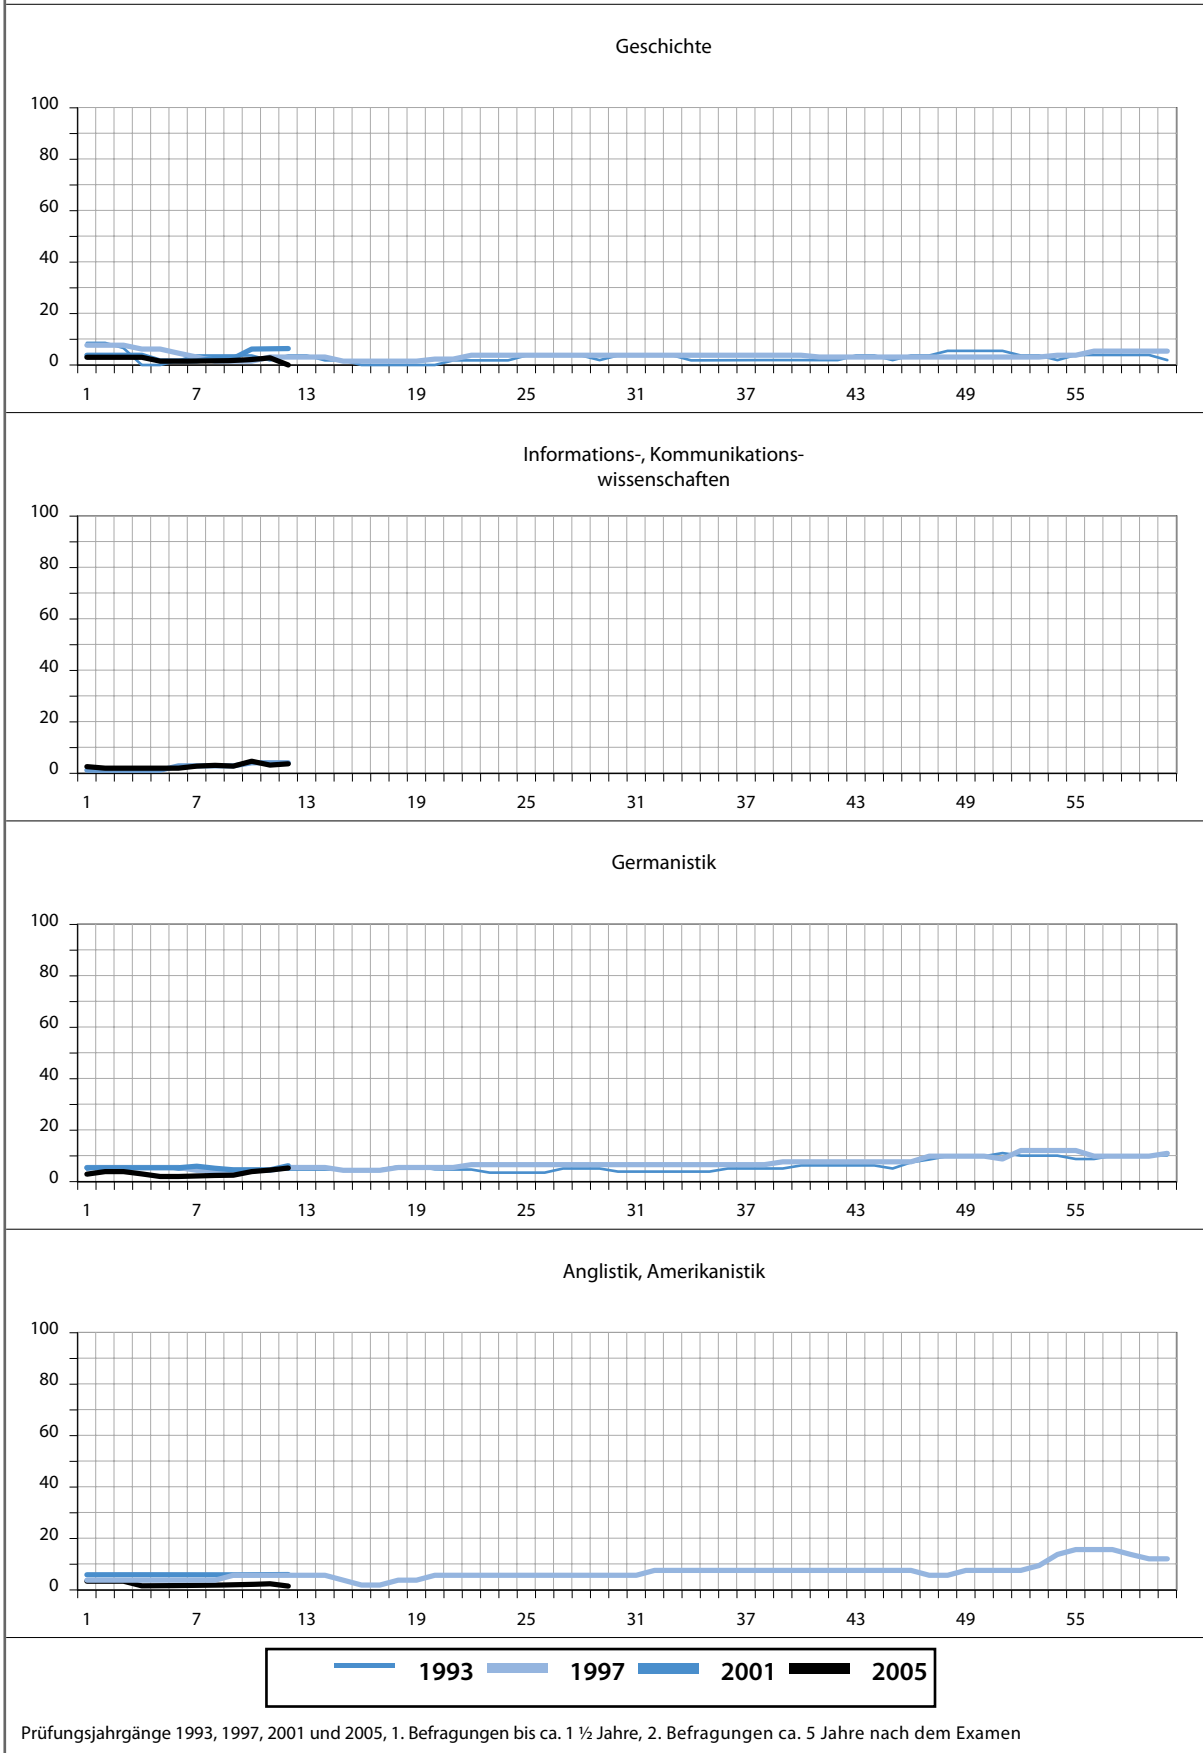 Geschichte
100
80
60
40
20
0
1 7 13 19 25 31 37 43 49 55
Informations-, Kommunikations-
wissenschaften
100
80
60
40
20
0
1 7 13 19 25 31 37 43 49 55
Germanistik
100
80
60
40
20
0
1 7 13 19 25 31 37 43 49 55
Anglistik, Amerikanistik
100
80
60
40
20
0
1 7 13 19 25 31 37 43 49 55
1993 1997 2001 2005
Prüfungsjahrgänge 1993, 1997, 2001 und 2005, 1. Befragungen bis ca. 1 ½ Jahre, 2. Befragungen ca. 5 Jahre nach dem Examen